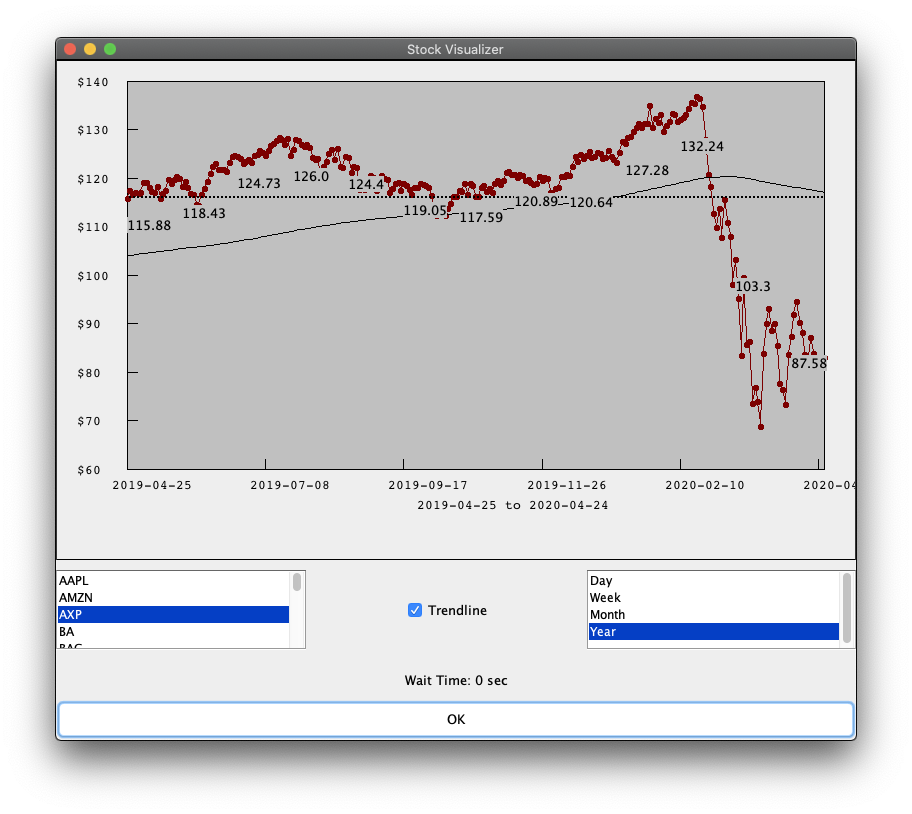 Stock Visualizer
$140
$130
$120
$110
$100
$90
$80
$70
$60
115.88
118.43
124.73
126.0
124.4
119.05
117.59
120.89
120.64
127.28
132.24
103.3
87.58
2019-04-25 2019-07-08 2019-09-17 2019-11-26 2020-02-10 2020-04
2019-04-25 to 2020-04-24
AAPL
AMZN
AXP
BA
BAC
Trendline
Day
Week
Month
Year
Wait Time: 0 sec
OK